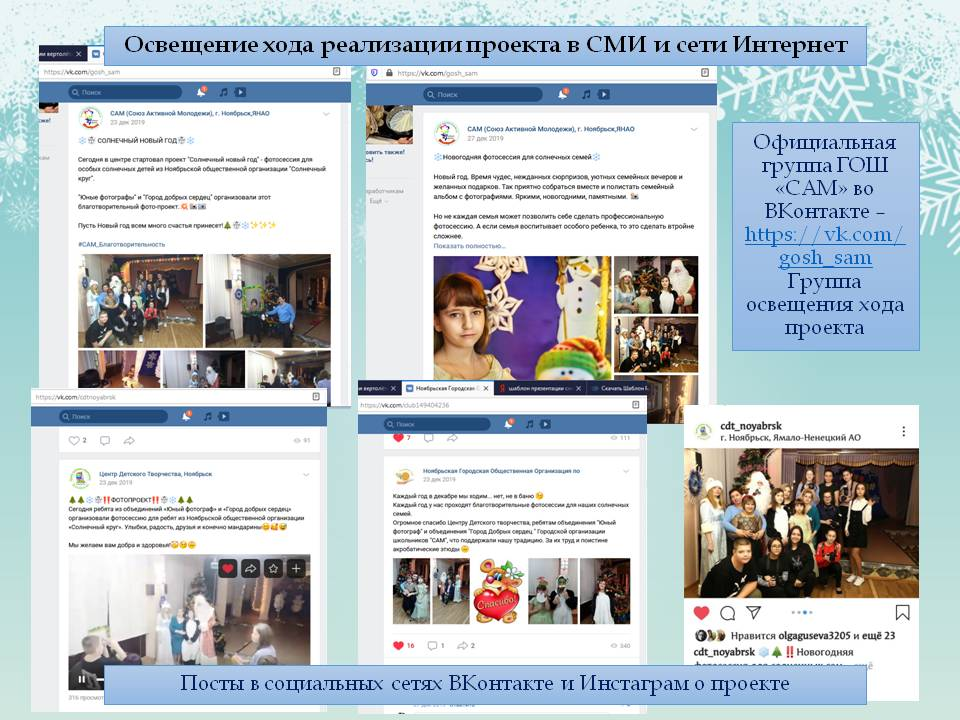 Освещение хода реализации проекта в СМИ и сети Интернет
https://vk.com/gosh_sam
Поиск
САМ (Союз Активной Молодежи), г. Ноябрьск,ЯНАО
23 дек 2019
СОЛНЕЧНЫЙ НОВЫЙ ГОД
Сегодня в центре стартовал проект "Солнечный новый год" - фотосессия для
особых солнечных детей из Ноябрьской общественной организации "Солнечный
круг".
"Юные фотографы" и "Город добрых сердец" организовали этот
благотворительный фото-проект.
Пусть Новый год всем много счастья принесет!
#САМ_Благотворительность
https://vk.com/gosh_sam
Поиск
САМ (Союз Активной Молодежи), г. Ноябрьск,ЯНАО
27 дек 2019
Новогодняя фотосессия для солнечных семей
Новый год. Время чудес, нежданных сюрпризов, уютных семейных вечеров и
желанных подарков. Так приятно собраться вместе и полистать семейный
альбом с фотографиями. Яркими, новогодними, памятными.
Но не каждая семья может позволить себе сделать профессиональную
фотосессию. А если семья воспитывает особого ребенка, то это сделать втройне
сложнее.
Показать полностью...
Ещё
Официальная
группа ГОШ
«САМ» во
ВКонтакте –
https://vk.com/
gosh_sam
Группа
освещения хода
проекта
https://vk.com/cdtnoyabrsk
Поиск
2
91
Центр Детского Творчества, Ноябрьск
23 дек 2019
ФОТОПРОЕКТ
Сегодня ребята из объединений «Юный фотограф» и «Город добрых сердец»
организовали фотосессию для ребят из Ноябрьской общественной организации
«Солнечный круг». Улыбки, радость, друзья и конечно мандарины
Мы желаем вам добра и здоровья!
316 просмот
Ноябрьская Городская О
шаблон презентации сн
Скачать Шаблон
https://vk.com/club149404236
Поиск
7
111
Ноябрьская Городская Общественная Организация по
23 дек 2019
Каждый год в декабре мы ходим... нет, не в баню
Каждый год у нас проходят благотворительные фотосессии для наших солнечных
семей.
Огромное спасибо Центру Детского творчества, ребятам объединения "Юный
фотограф" и объединения "Город Добрых сердец" Городской организации
школьников "САМ", что поддержали нашу традицию. За их труд и поистине
акробатические этюды
Спасибо!
16
1
2
340
cdt_noyabrsk
г. Ноябрьск, Ямало-Ненецкий АО
Нравится olgaguseva3205 и ещё 23
cdt_noyabrsk Новогодняя
Посты в социальных сетях ВКонтакте и Инстаграм о проекте